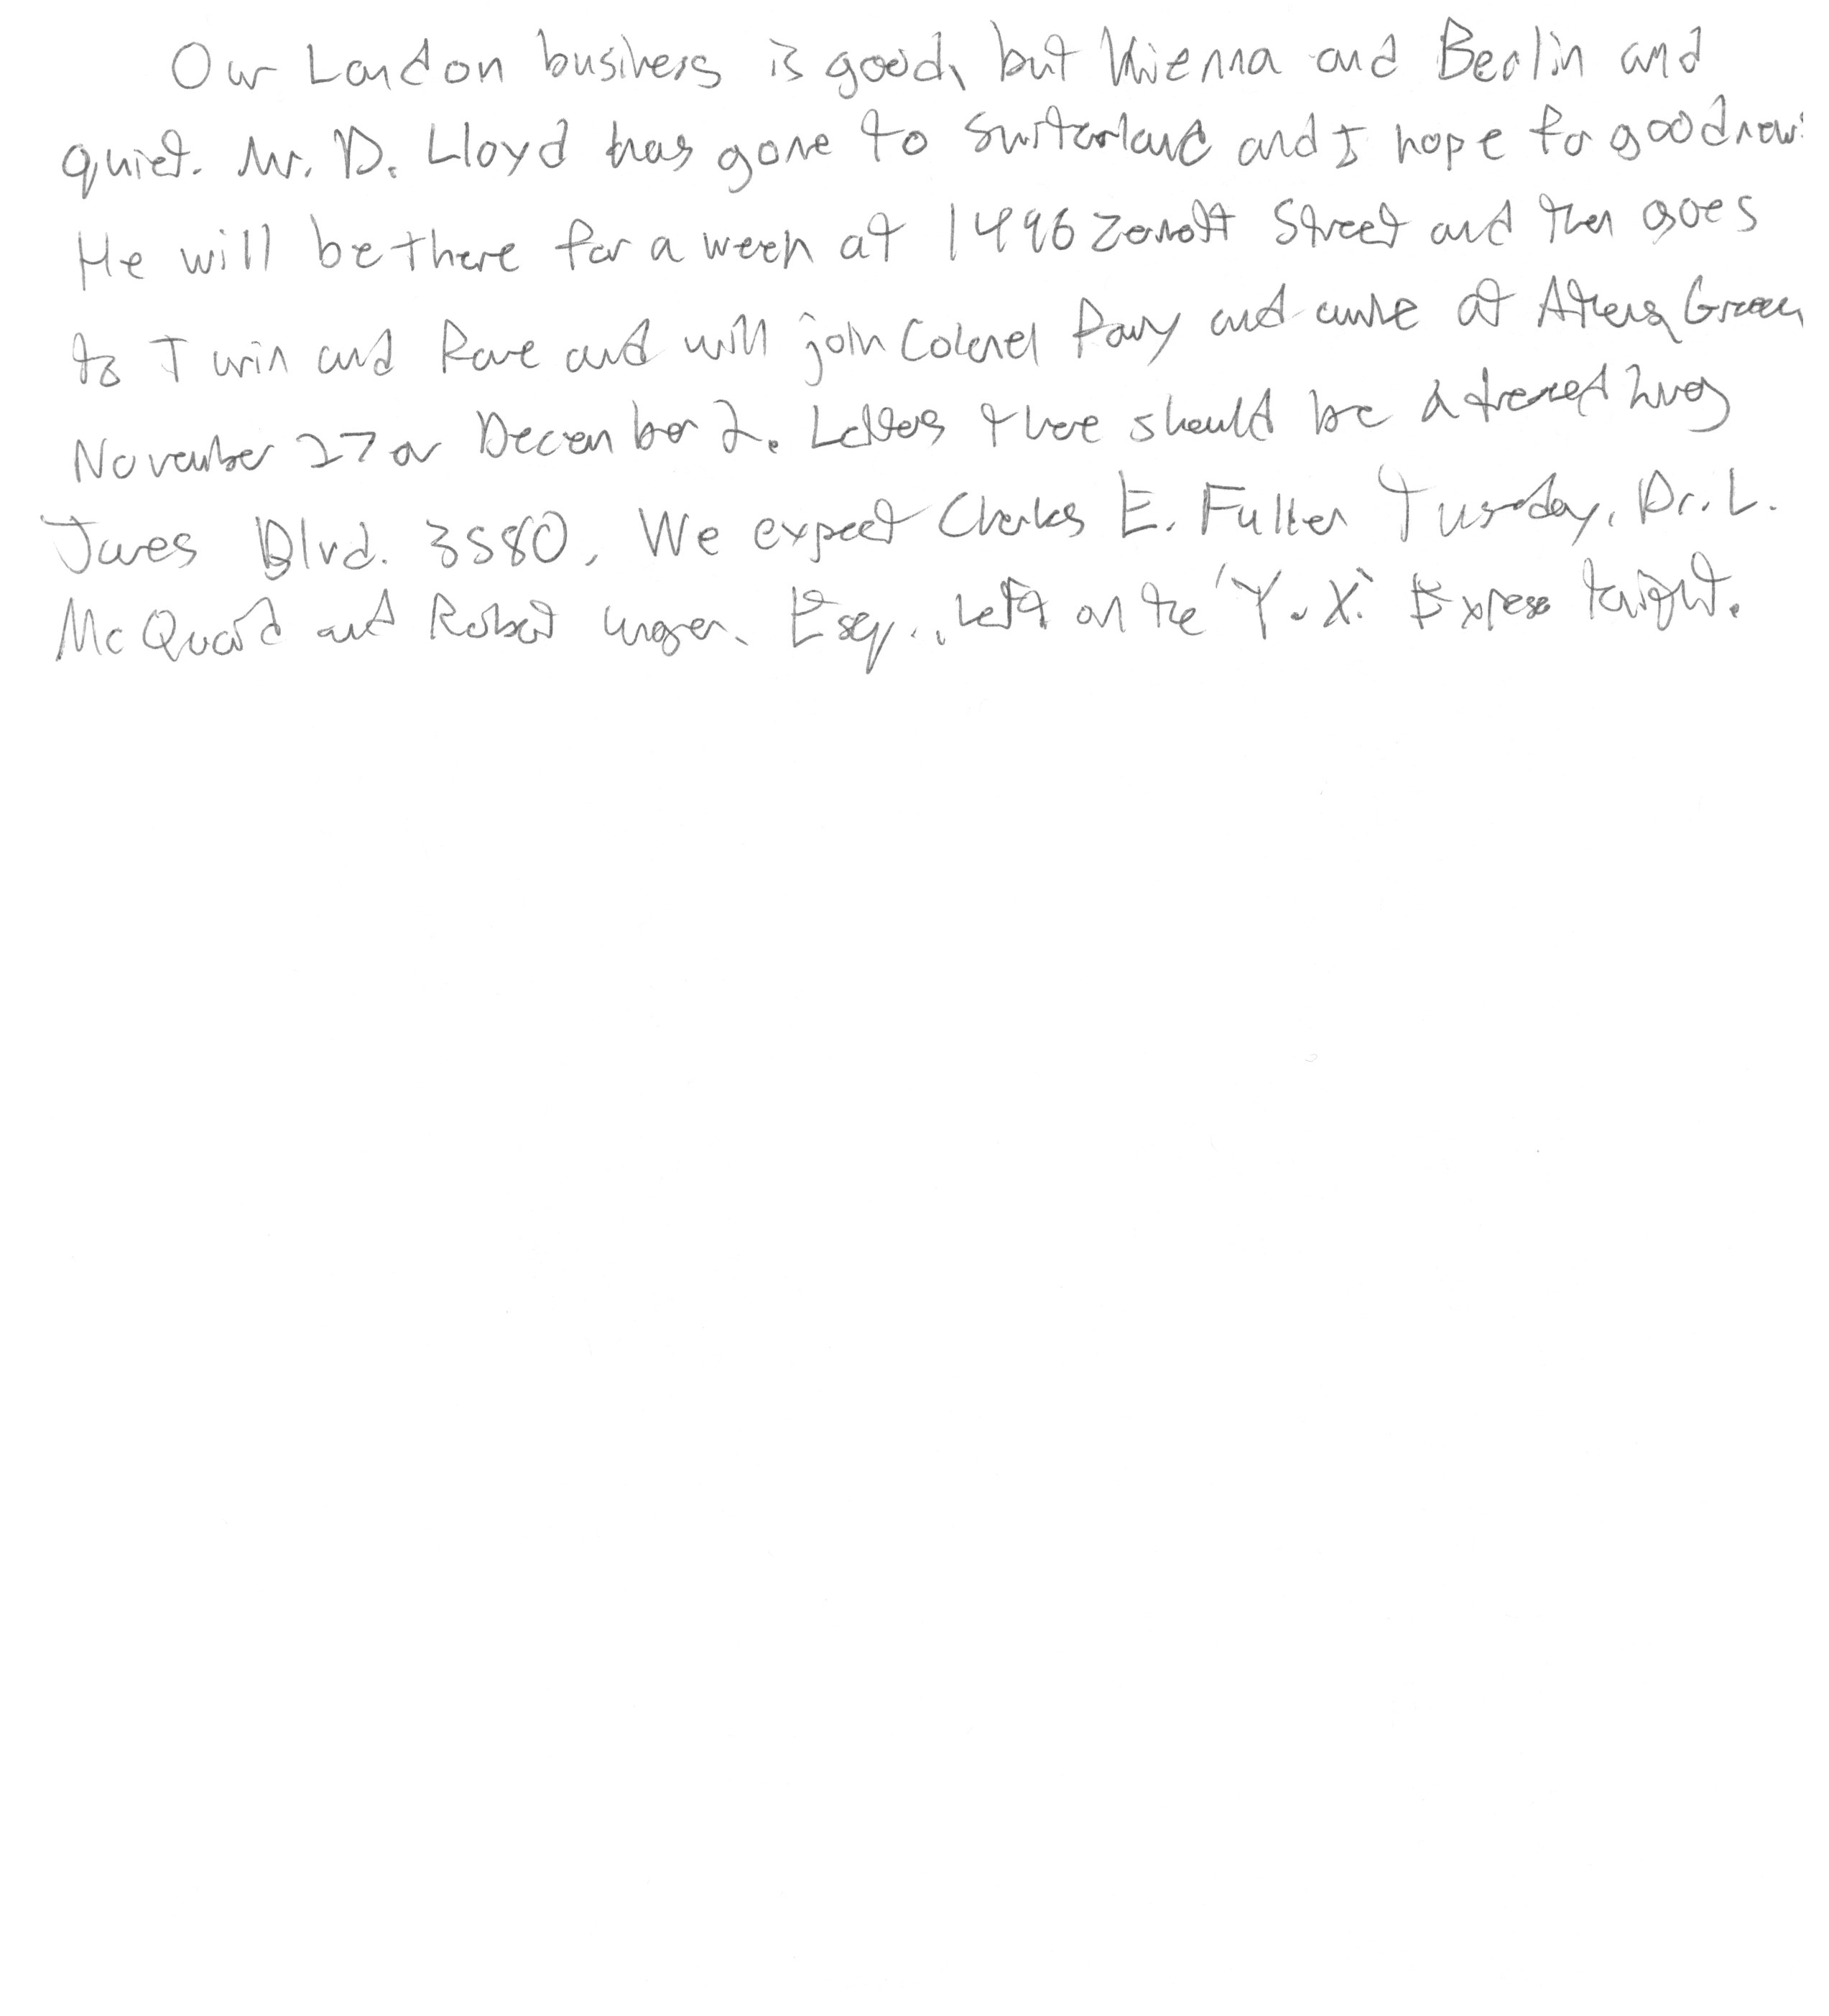 Our London business is good, but Vienna and Berlin and
quiet. Mr. D. Lloyd has gone to Switerland and I hope for good news
He will be there for a week at 1496 Zermott Street and then goes
to Turin and Rome and will join Colonel Parry and arrive at Athens, Greece
November 27 or December 2. Letters there should be addressed King
James Blvd. 3580. We expect Charles E. Fuller Tuesday. Dr. L.
McQuaid and Robert Unger, Esq., left on the 'Y. X.' Express tonight.